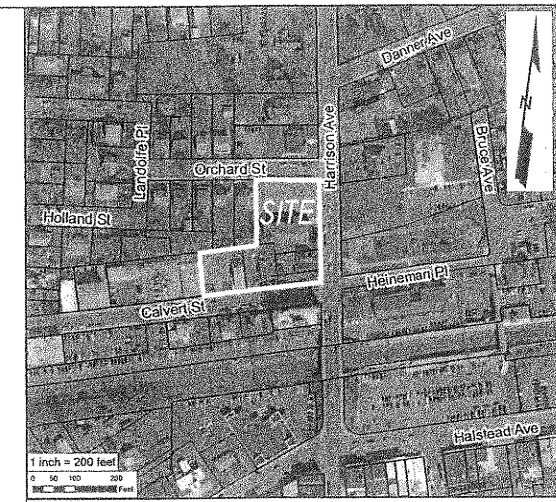 Danner Ave
Harrison Ave
N
Landoire Pl
Orchard St
Bruce Ave
SITE
Holland St
Heineman Pl
Calvert St
Halstead Ave
1 inch = 200 feet
0 50 100 200
Feet